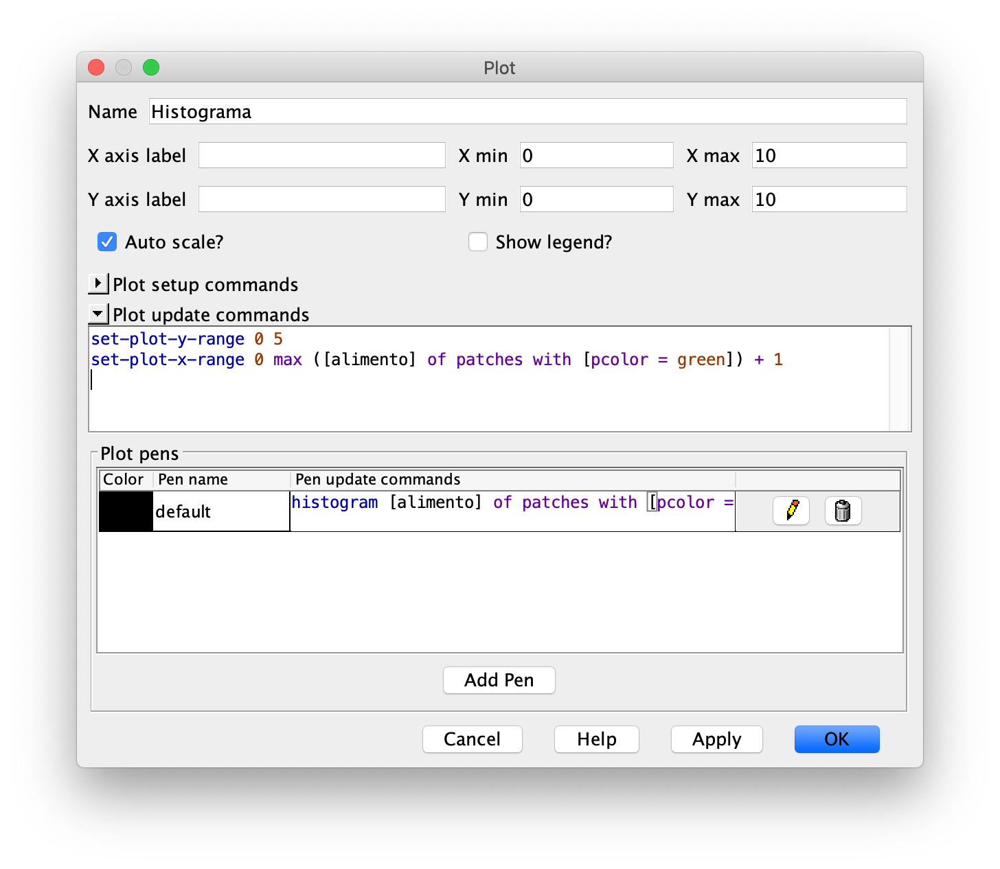 Plot
Name Histograma
X axis label X min 0 X max 10
Y axis label Y min 0 Y max 10
Auto scale? Show legend?
Plot setup commands
Plot update commands
set-plot-y-range 0 5
set-plot-x-range 0 max ([alimento] of patches with [pcolor = green]) + 1
Plot pens
Color Pen name Pen update commands
default histogram [alimento] of patches with [pcolor =
Add Pen
Cancel Help Apply OK